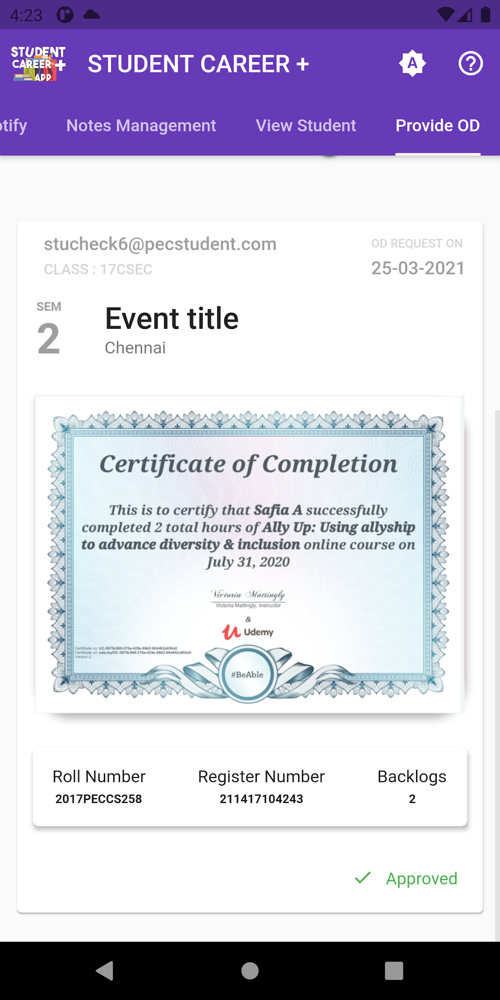 4:23
STUDENT
CAREER +
APP
STUDENT CAREER +
A
?
otify
Notes Management
View Student
Provide OD
stucheck6@pecstudent.com
OD REQUEST ON
CLASS : 17CSEC
25-03-2021
SEM
2
Event title
Chennai
Certificate of Completion
This is to certify that Safia A successfully
completed 2 total hours of Ally Up: Using allyship
to advance diversity & inclusion online course on
July 31, 2020
Victoria Mattingly
Victoria Mattingly, Instructor
&
Udemy
Certificate no: UC-3675c968-376a-425e-88d2-98d492a650a0
Certificate url: ude.my/UC-3675c968-376a-425e-88d2-98d492a650a0
Version 2
#BeAble
Roll Number
Register Number
Backlogs
2017PECCS258
211417104243
2
Approved